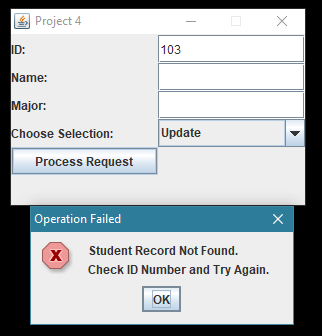 Project 4
ID: 103
Name:
Major:
Choose Selection: Update
Process Request
Operation Failed
Student Record Not Found.
Check ID Number and Try Again.
OK